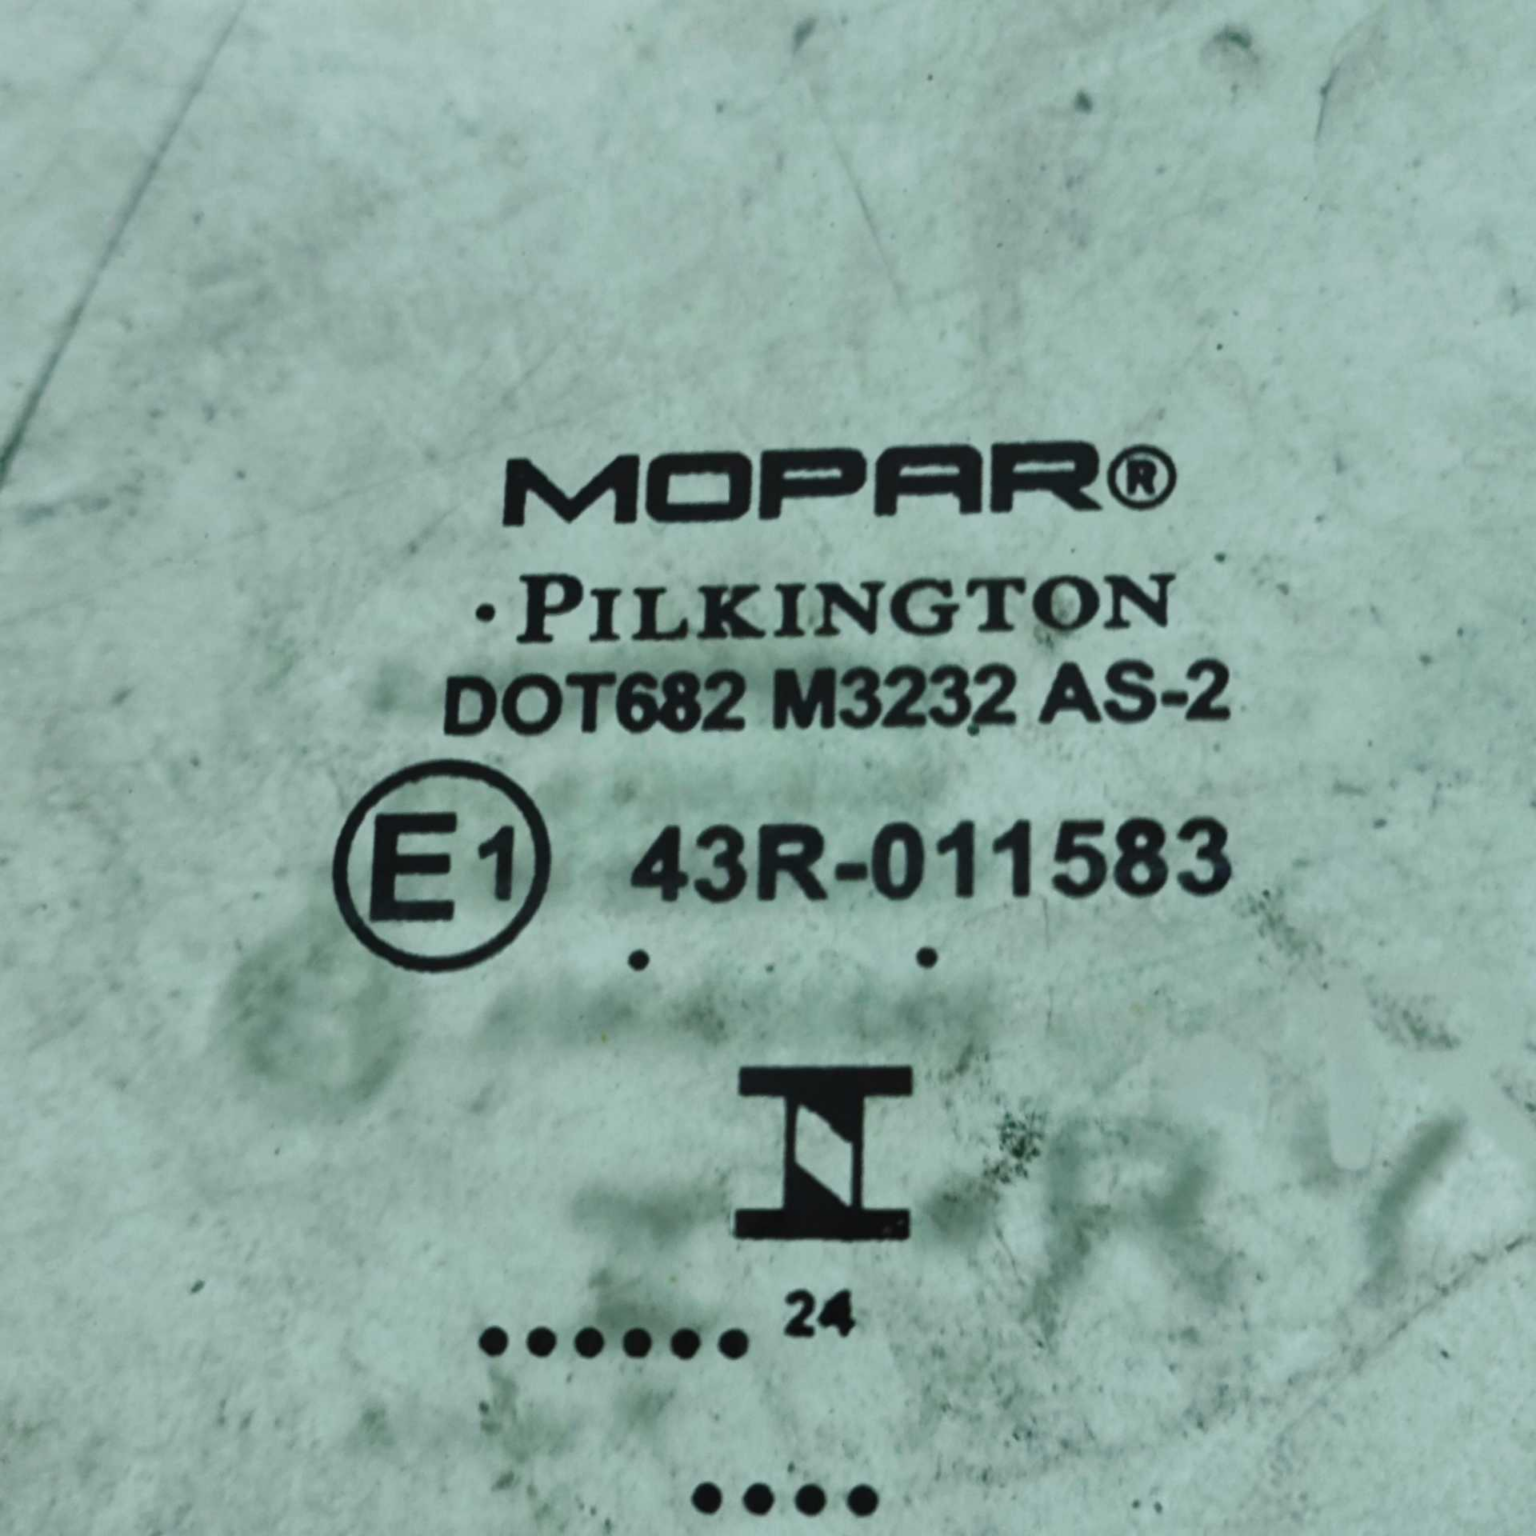 MOPAR®
·PILKINGTON
DOT682 M3232 AS-2
E1 43R-011583
. .
I
...... 24
....